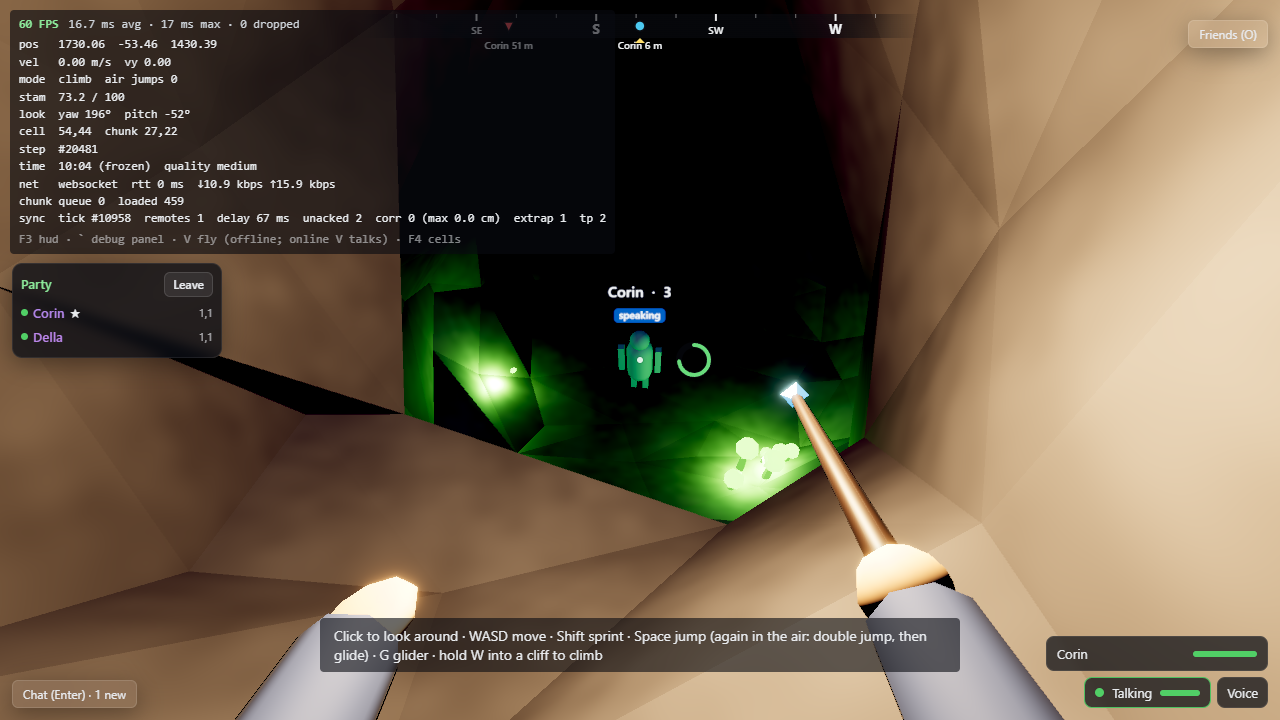 60 FPS 16.7 ms avg · 17 ms max · 0 dropped
pos 1730.06 -53.46 1430.39
vel 0.00 m/s vy 0.00
mode climb air jumps 0
stam 73.2 / 100
look yaw 196° pitch -52°
cell 54,44 chunk 27,22
step #20481
time 10:04 (frozen) quality medium
net websocket rtt 0 ms ↓10.9 kbps ↑15.9 kbps
chunk queue 0 loaded 459
sync tick #10958 remotes 1 delay 67 ms unacked 2 corr 0 (max 0.0 cm) extrap 1 tp 2
F3 hud · ` debug panel · V fly (offline; online V talks) · F4 cells
SE S SW W
Corin 51 m Corin 6 m
Friends (O)
Party Leave
Corin ★ 1,1
Della 1,1
Corin · 3
speaking
Click to look around · WASD move · Shift sprint · Space jump (again in the air: double jump, then
glide) · G glider · hold W into a cliff to climb
Corin
Chat (Enter) · 1 new
Talking Voice